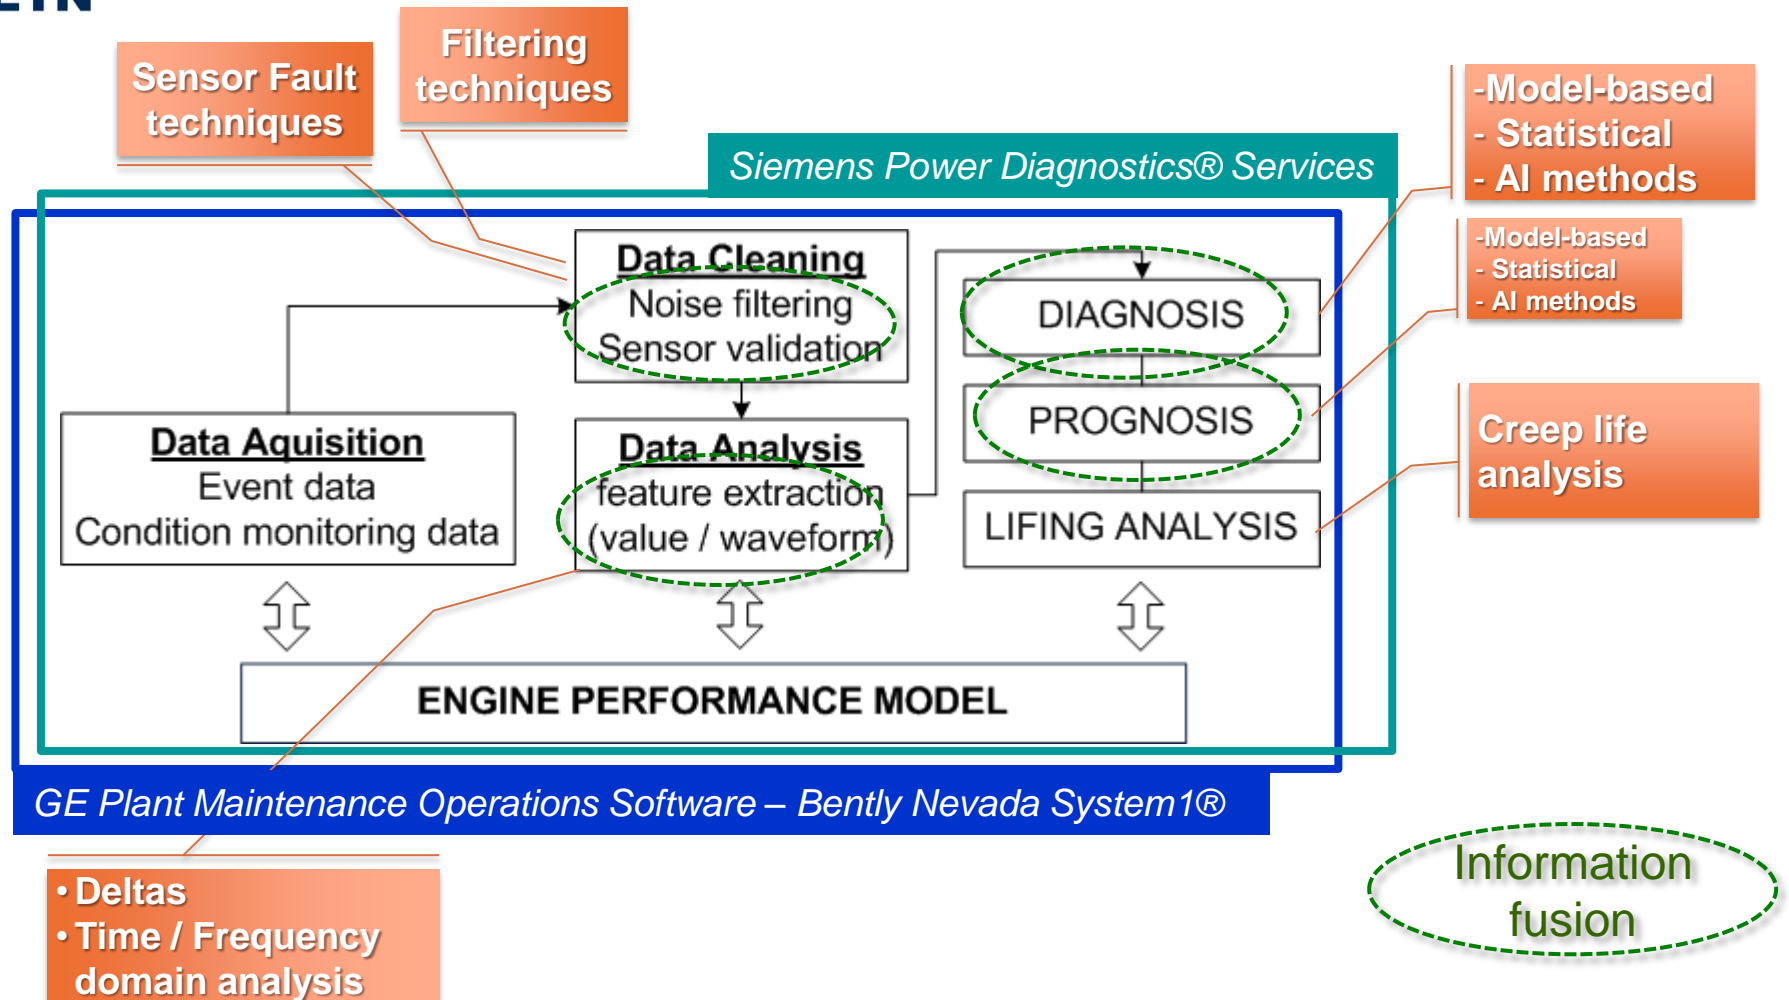 Filtering
techniques
Sensor Fault
techniques
-Model-based
- Statistical
- AI methods
Siemens Power Diagnostics® Services
-Model-based
- Statistical
- AI methods
Data Cleaning
Noise filtering
Sensor validation
DIAGNOSIS
PROGNOSIS
Creep life
analysis
Data Aquisition
Event data
Condition monitoring data
Data Analysis
feature extraction
(value / waveform)
LIFING ANALYSIS
ENGINE PERFORMANCE MODEL
GE Plant Maintenance Operations Software – Bently Nevada System1®
Information
fusion
• Deltas
• Time / Frequency
domain analysis